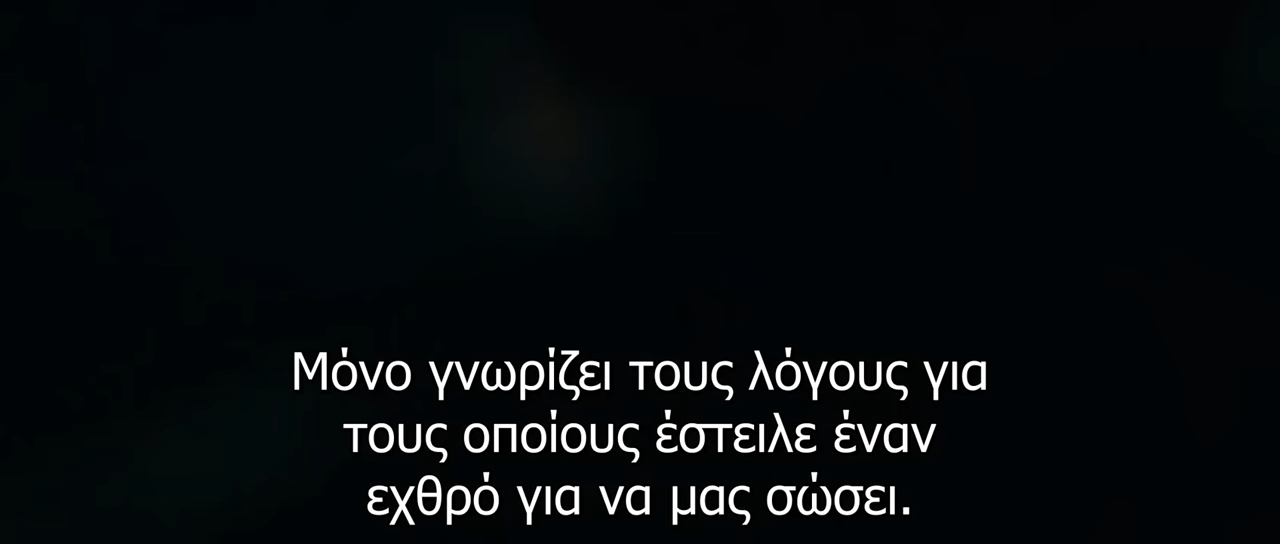 Μόνο γνωρίζει τους λόγους για
τους οποίους έστειλε έναν
εχθρό για να μας σώσει.